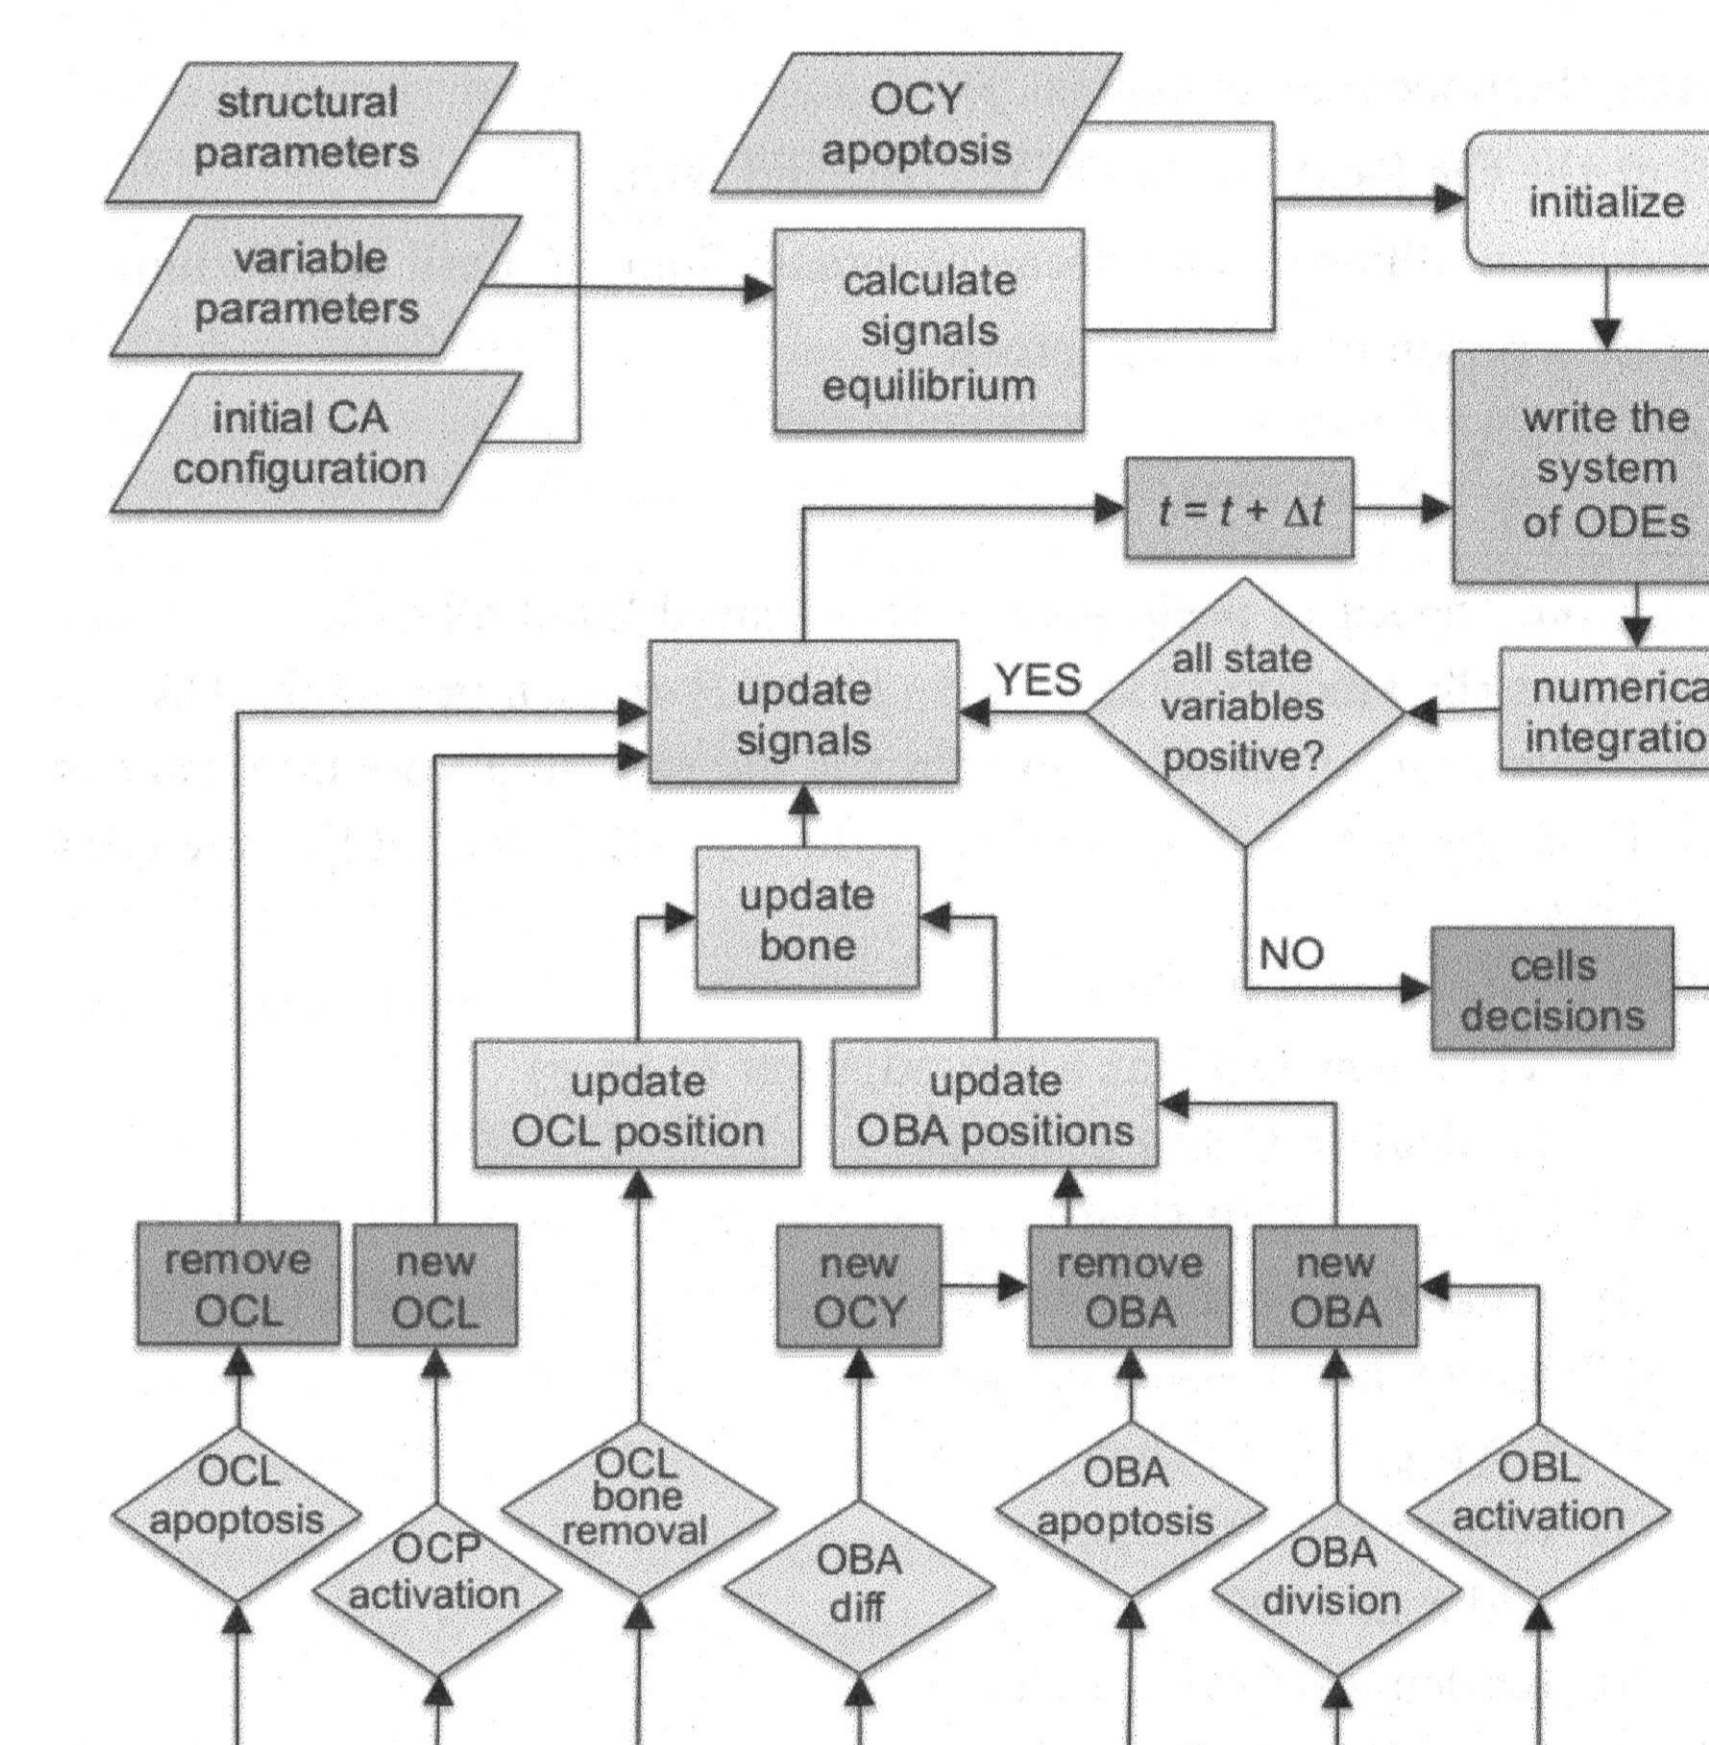 structural
parameters
OCY
apoptosis
initialize
variable
parameters
calculate
signals
equilibrium
initial CA
configuration
write the
system
of ODEs
t = t + Δt
all state
variables
positive?
YES
update
signals
numerica
integratio
update
bone
NO
cells
decisions
update
OCL position
update
OBA positions
remove
OCL
new
OCL
new
OCY
remove
OBA
new
OBA
OCL
apoptosis
OCP
activation
OCL
bone
removal
OBA
diff
OBA
apoptosis
OBA
division
OBL
activation